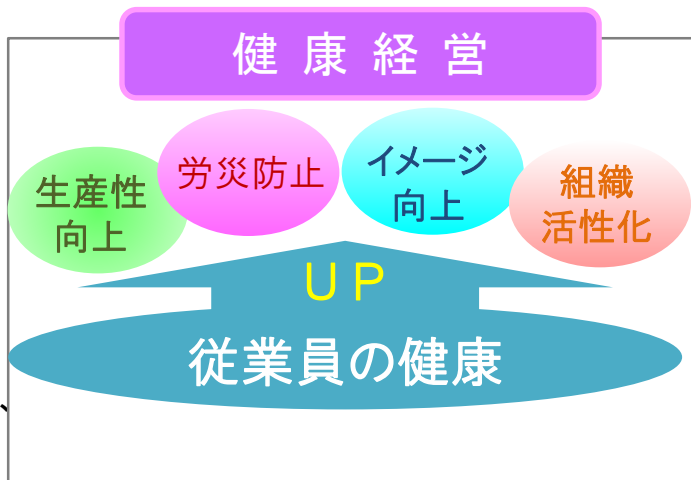 健康経営
生産性
向上
労災防止
イメージ
向上
組織
活性化
UP
従業員の健康
、